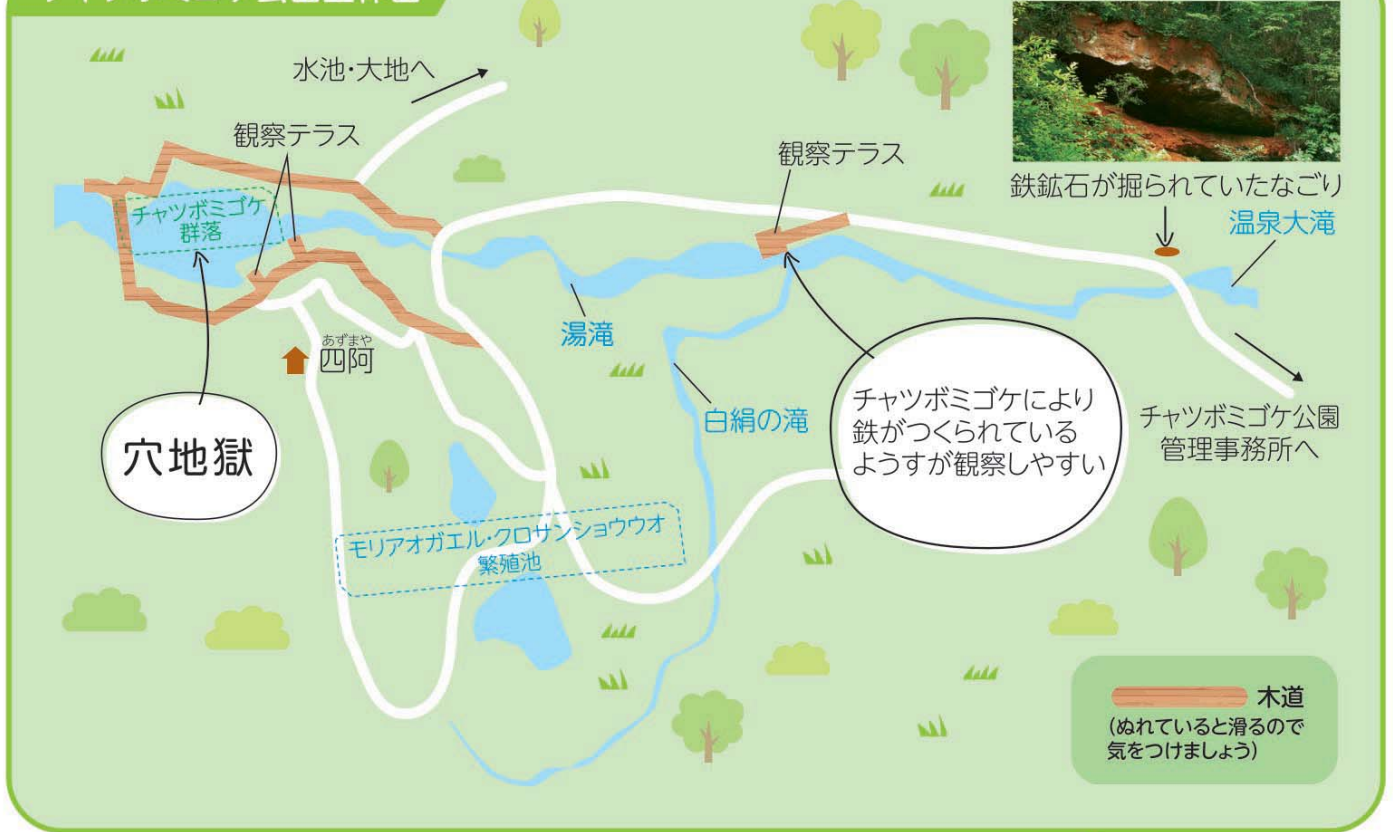 水池・大地へ
観察テラス
チャツボミゴケ
群落
観察テラス
鉄鉱石が掘られていたなごり
温泉大滝
湯滝
あずまや
四阿
白絹の滝
穴地獄
チャツボミゴケにより
鉄がつくられている
ようすが観察しやすい
チャツボミゴケ公園
管理事務所へ
モリアオガエル・クロサンショウウオ
繁殖池
木道
(ぬれていると滑るので
気をつけましょう)